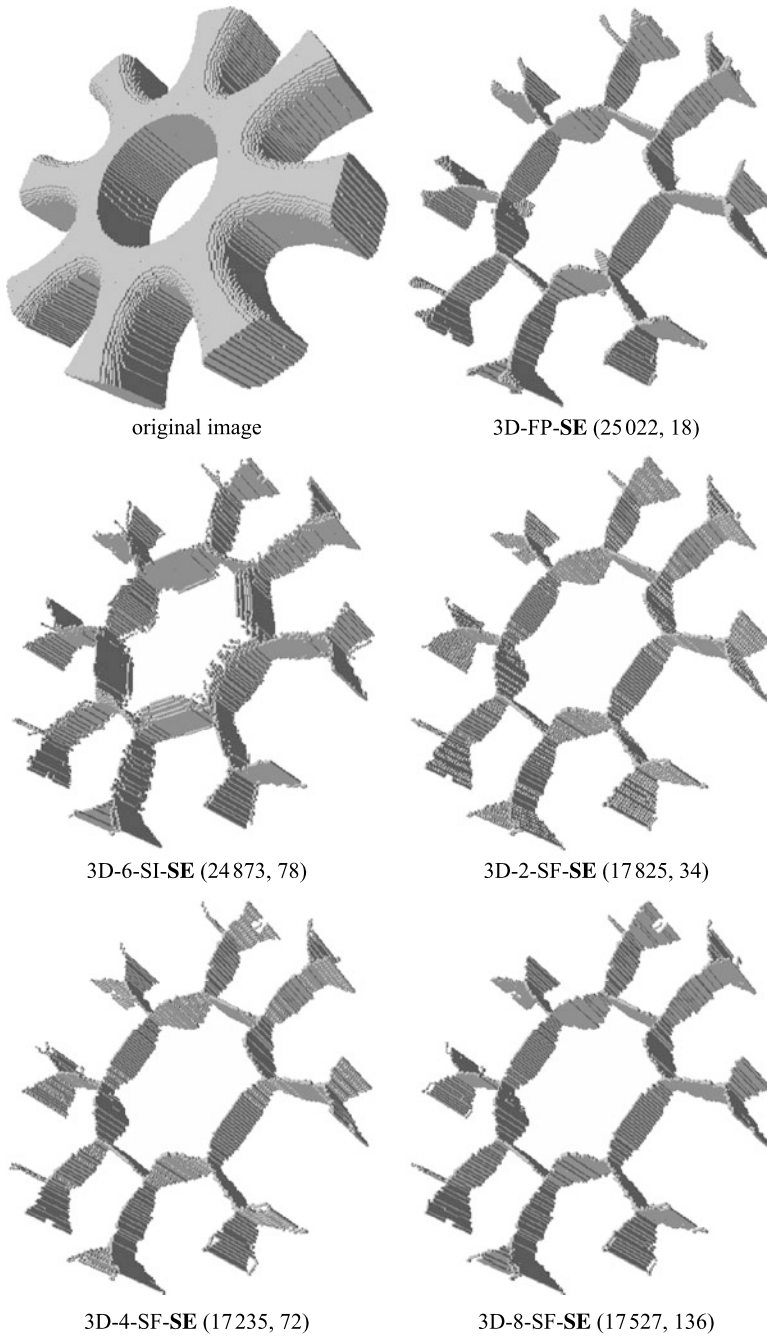 original image
3D-FP-SE (25 022, 18)
3D-6-SI-SE (24 873, 78)
3D-2-SF-SE (17 825, 34)
3D-4-SF-SE (17 235, 72)
3D-8-SF-SE (17 527, 136)